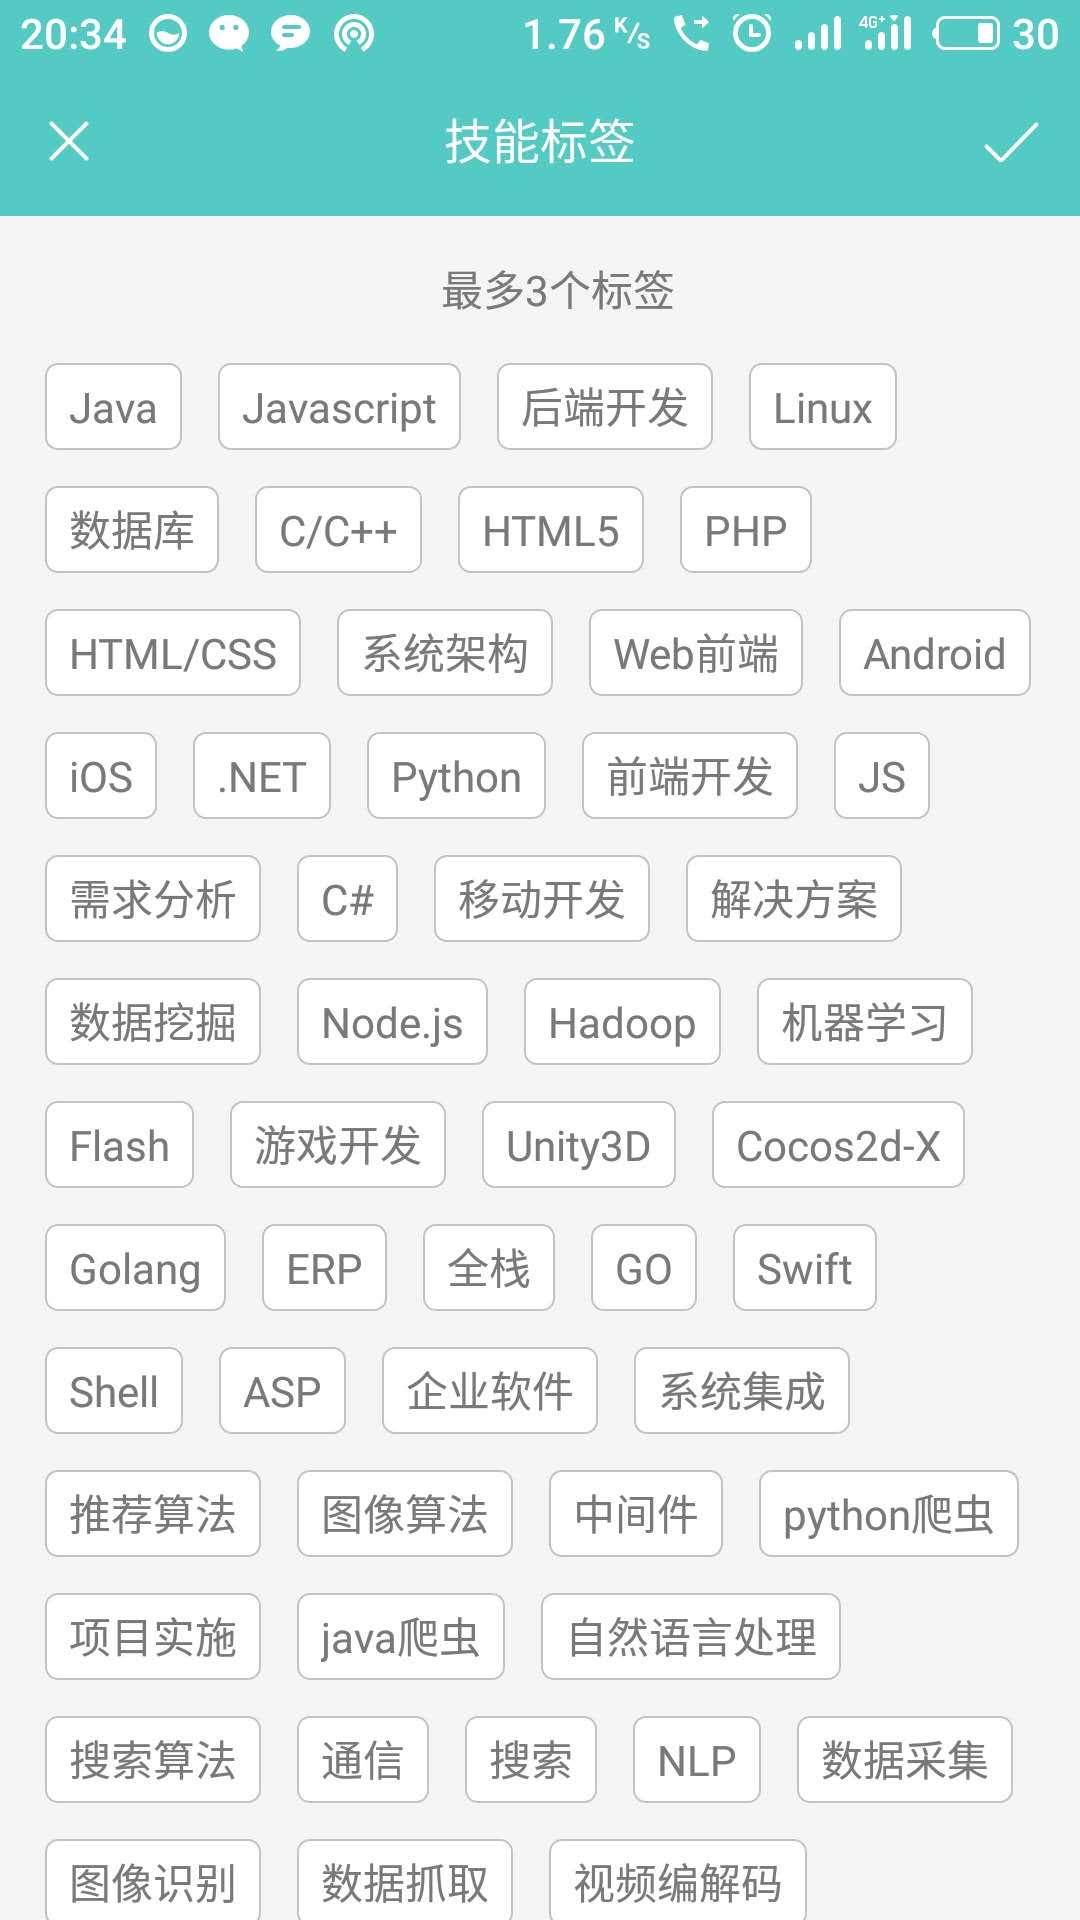 20:34 1.76 K/s 4G+ 30
技能标签
最多3个标签
Java Javascript 后端开发 Linux
数据库 C/C++ HTML5 PHP
HTML/CSS 系统架构 Web前端 Android
iOS .NET Python 前端开发 JS
需求分析 C# 移动开发 解决方案
数据挖掘 Node.js Hadoop 机器学习
Flash 游戏开发 Unity3D Cocos2d-X
Golang ERP 全栈 GO Swift
Shell ASP 企业软件 系统集成
推荐算法 图像算法 中间件 python爬虫
项目实施 java爬虫 自然语言处理
搜索算法 通信 搜索 NLP 数据采集
图像识别 数据抓取 视频编解码